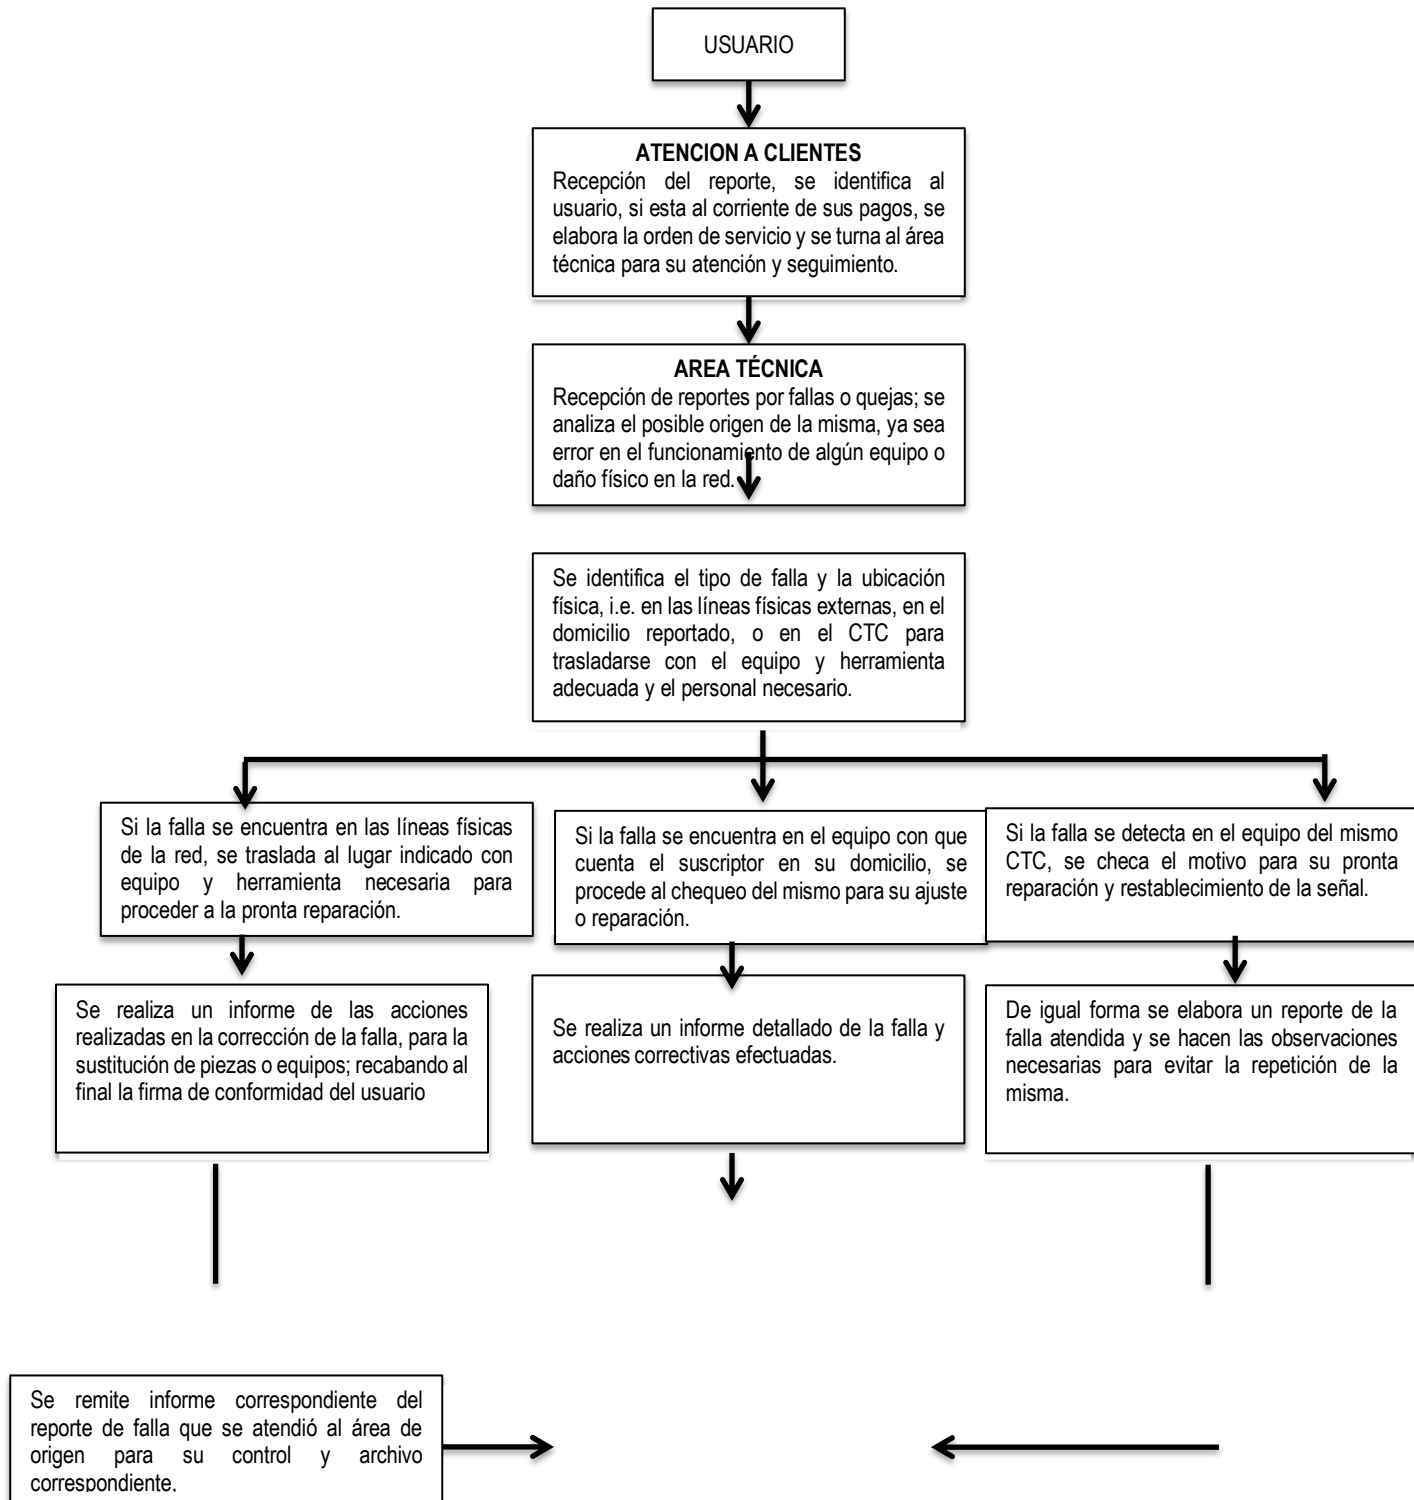 USUARIO
ATENCION A CLIENTES
Recepción del reporte, se identifica al
usuario, si esta al corriente de sus pagos, se
elabora la orden de servicio y se turna al área
técnica para su atención y seguimiento.
AREA TÉCNICA
Recepción de reportes por fallas o quejas; se
analiza el posible origen de la misma, ya sea
error en el funcionamiento de algún equipo o
daño físico en la red.
Se identifica el tipo de falla y la ubicación
física, i.e. en las líneas físicas externas, en el
domicilio reportado, o en el CTC para
trasladarse con el equipo y herramienta
adecuada y el personal necesario.
Si la falla se encuentra en las líneas físicas
de la red, se traslada al lugar indicado con
equipo y herramienta necesaria para
proceder a la pronta reparación.
Si la falla se encuentra en el equipo con que
cuenta el suscriptor en su domicilio, se
procede al chequeo del mismo para su ajuste
o reparación.
Si la falla se detecta en el equipo del mismo
CTC, se checa el motivo para su pronta
reparación y restablecimiento de la señal.
Se realiza un informe de las acciones
realizadas en la corrección de la falla, para la
sustitución de piezas o equipos; recabando al
final la firma de conformidad del usuario
Se realiza un informe detallado de la falla y
acciones correctivas efectuadas.
De igual forma se elabora un reporte de la
falla atendida y se hacen las observaciones
necesarias para evitar la repetición de la
misma.
Se remite informe correspondiente del
reporte de falla que se atendió al área de
origen para su control y archivo
correspondiente.